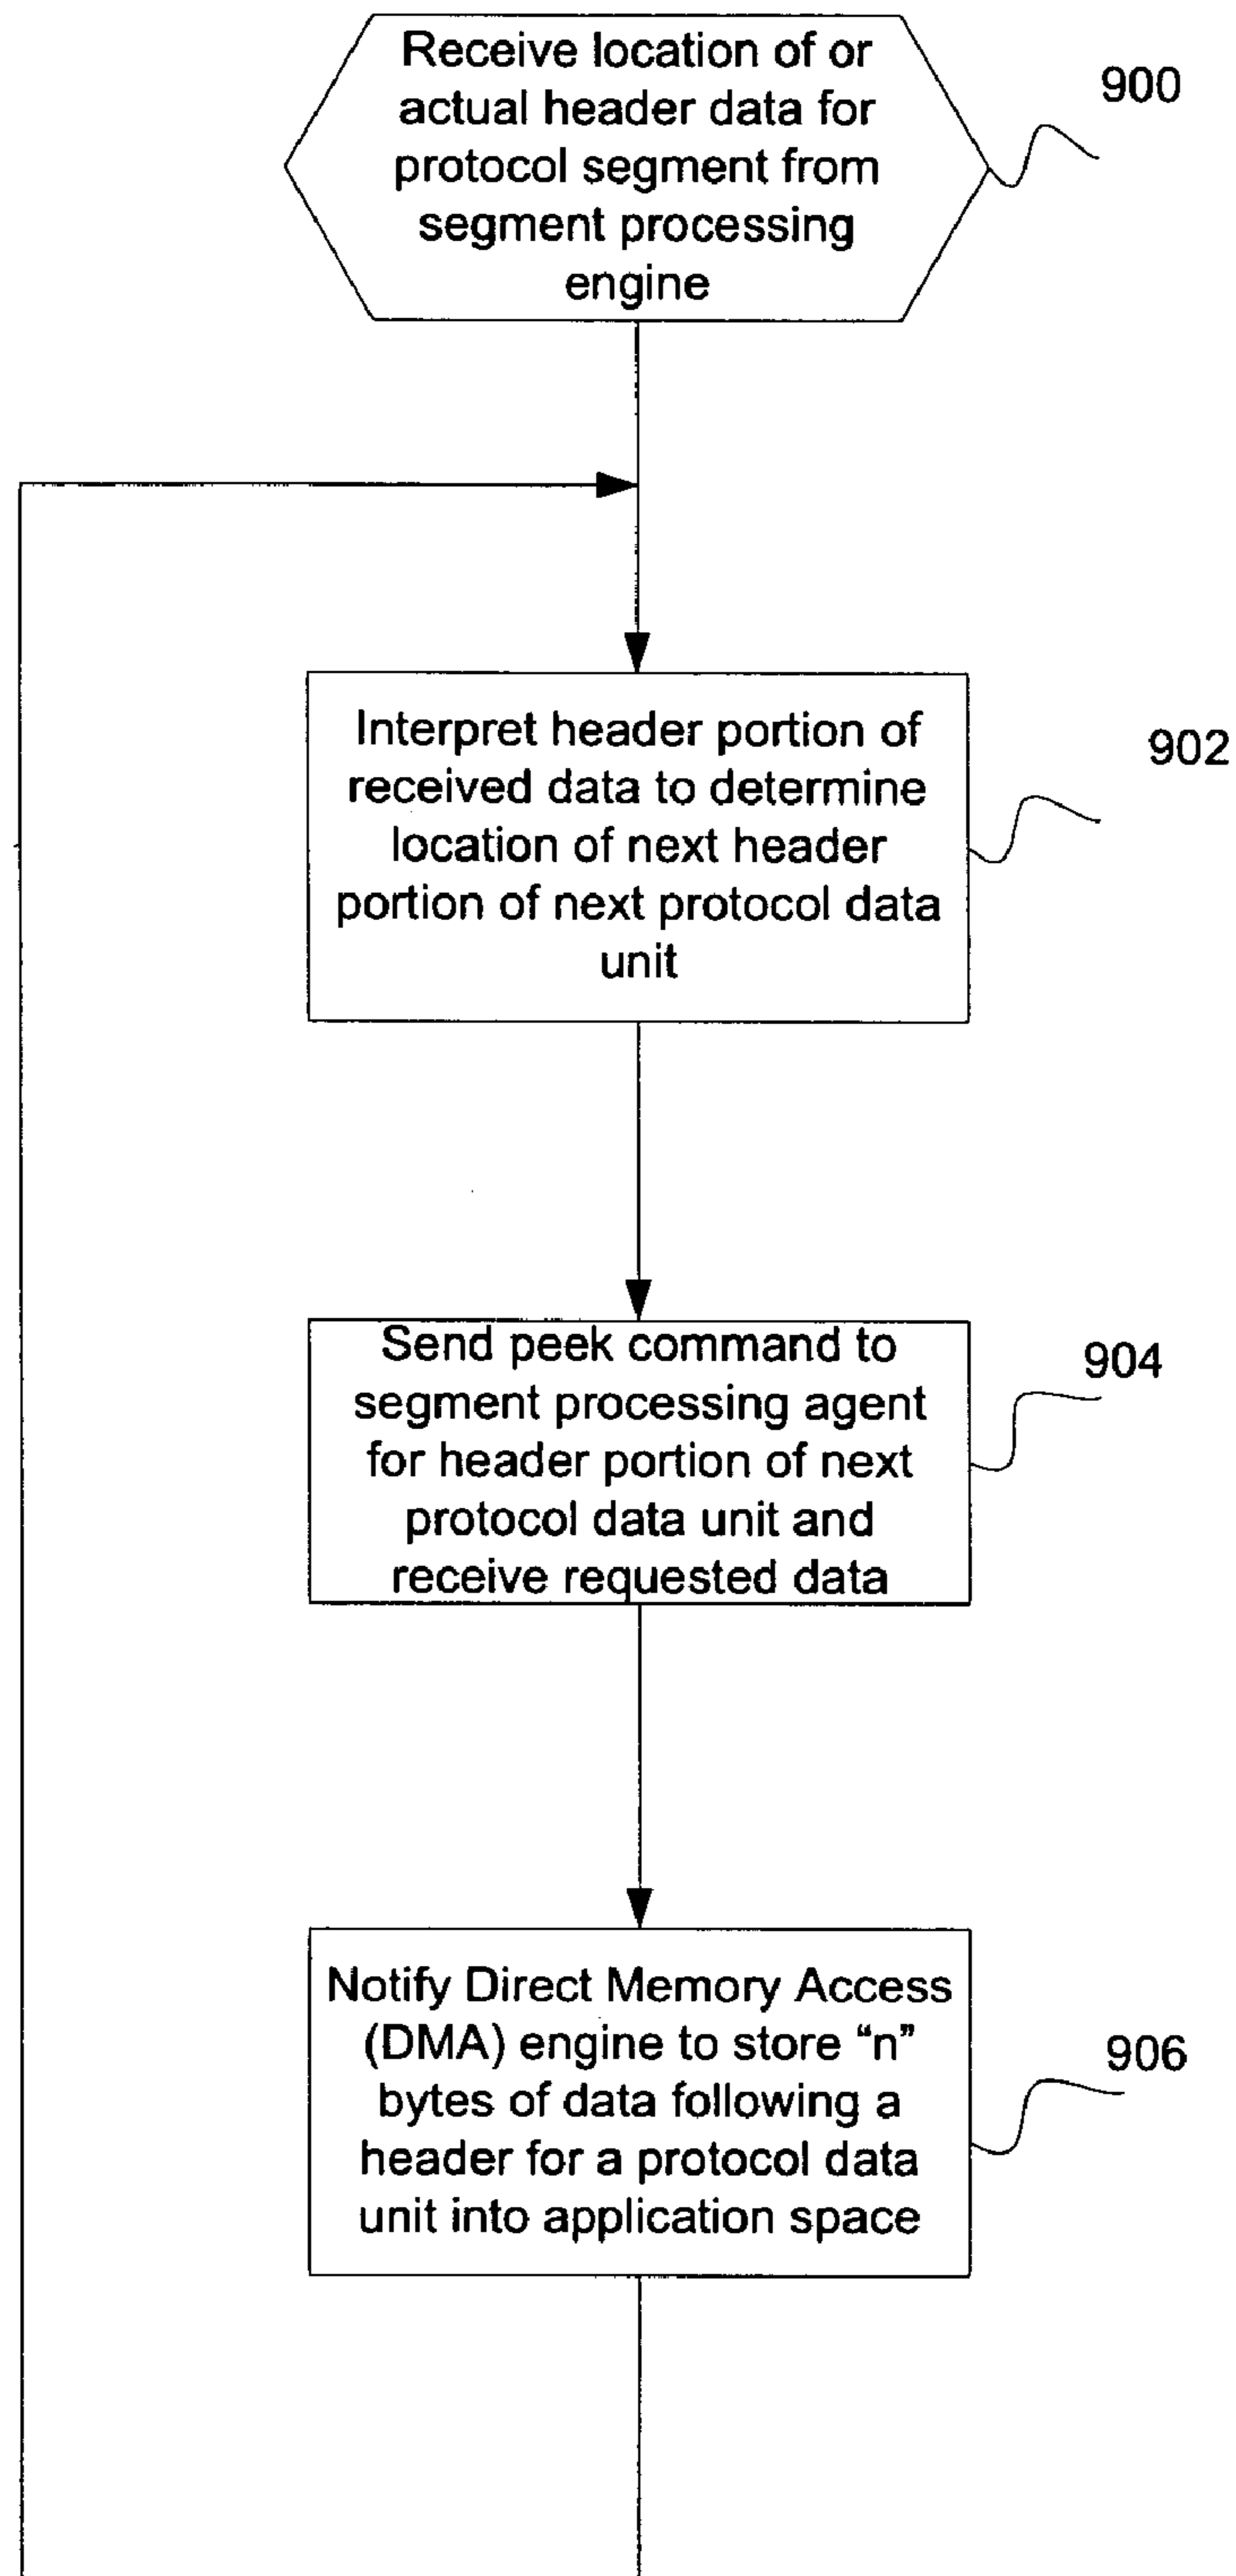 Receive location of or
actual header data for
protocol segment from
segment processing
engine
900
Interpret header portion of
received data to determine
location of next header
portion of next protocol data
unit
902
Send peek command to
segment processing agent
for header portion of next
protocol data unit and
receive requested data
904
Notify Direct Memory Access
(DMA) engine to store “n”
bytes of data following a
header for a protocol data
unit into application space
906